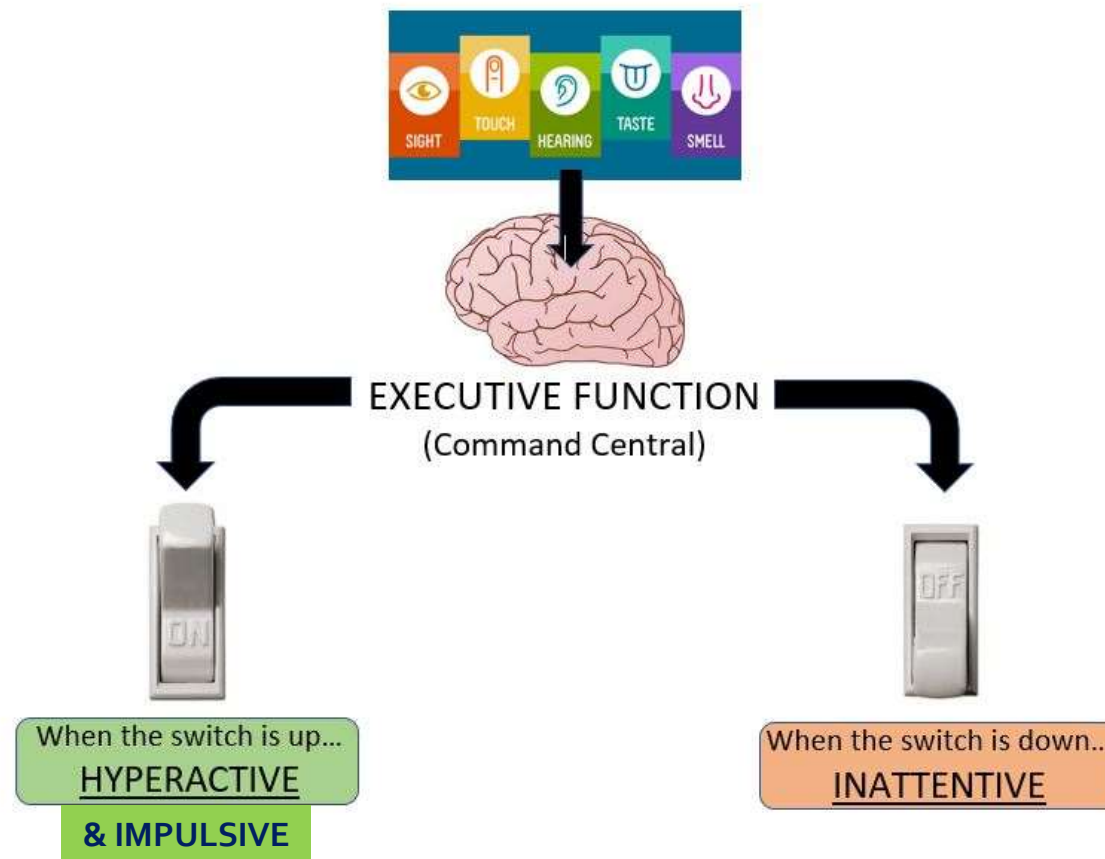 SIGHT
TOUCH
HEARING
TASTE
SMELL
EXECUTIVE FUNCTION
(Command Central)
ON
OFF
When the switch is up...
HYPERACTIVE
& IMPULSIVE
When the switch is down...
INATTENTIVE